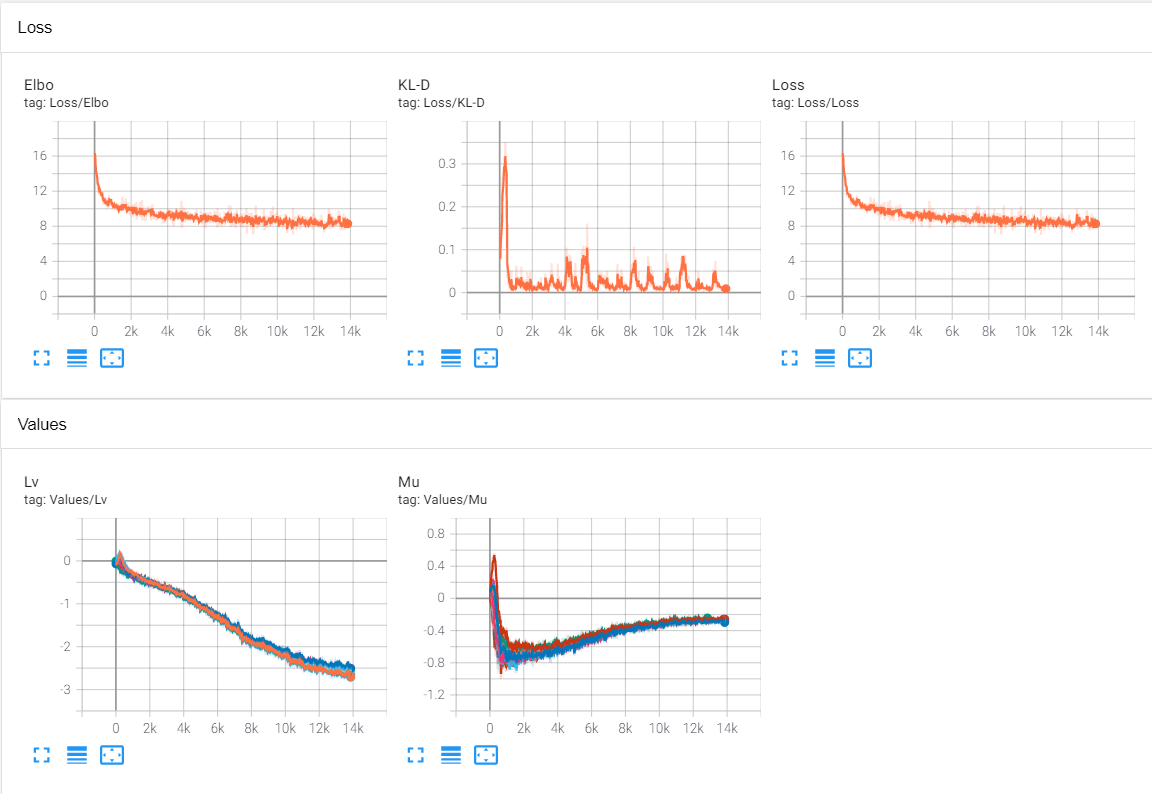 Loss
Elbo
tag: Loss/Elbo
16
12
8
4
0
0 2k 4k 6k 8k 10k 12k 14k
KL-D
tag: Loss/KL-D
0.3
0.2
0.1
0
0 2k 4k 6k 8k 10k 12k 14k
Loss
tag: Loss/Loss
16
12
8
4
0
0 2k 4k 6k 8k 10k 12k 14k
Values
Lv
tag: Values/Lv
0
-1
-2
-3
0 2k 4k 6k 8k 10k 12k 14k
Mu
tag: Values/Mu
0.8
0.4
0
-0.4
-0.8
-1.2
0 2k 4k 6k 8k 10k 12k 14k